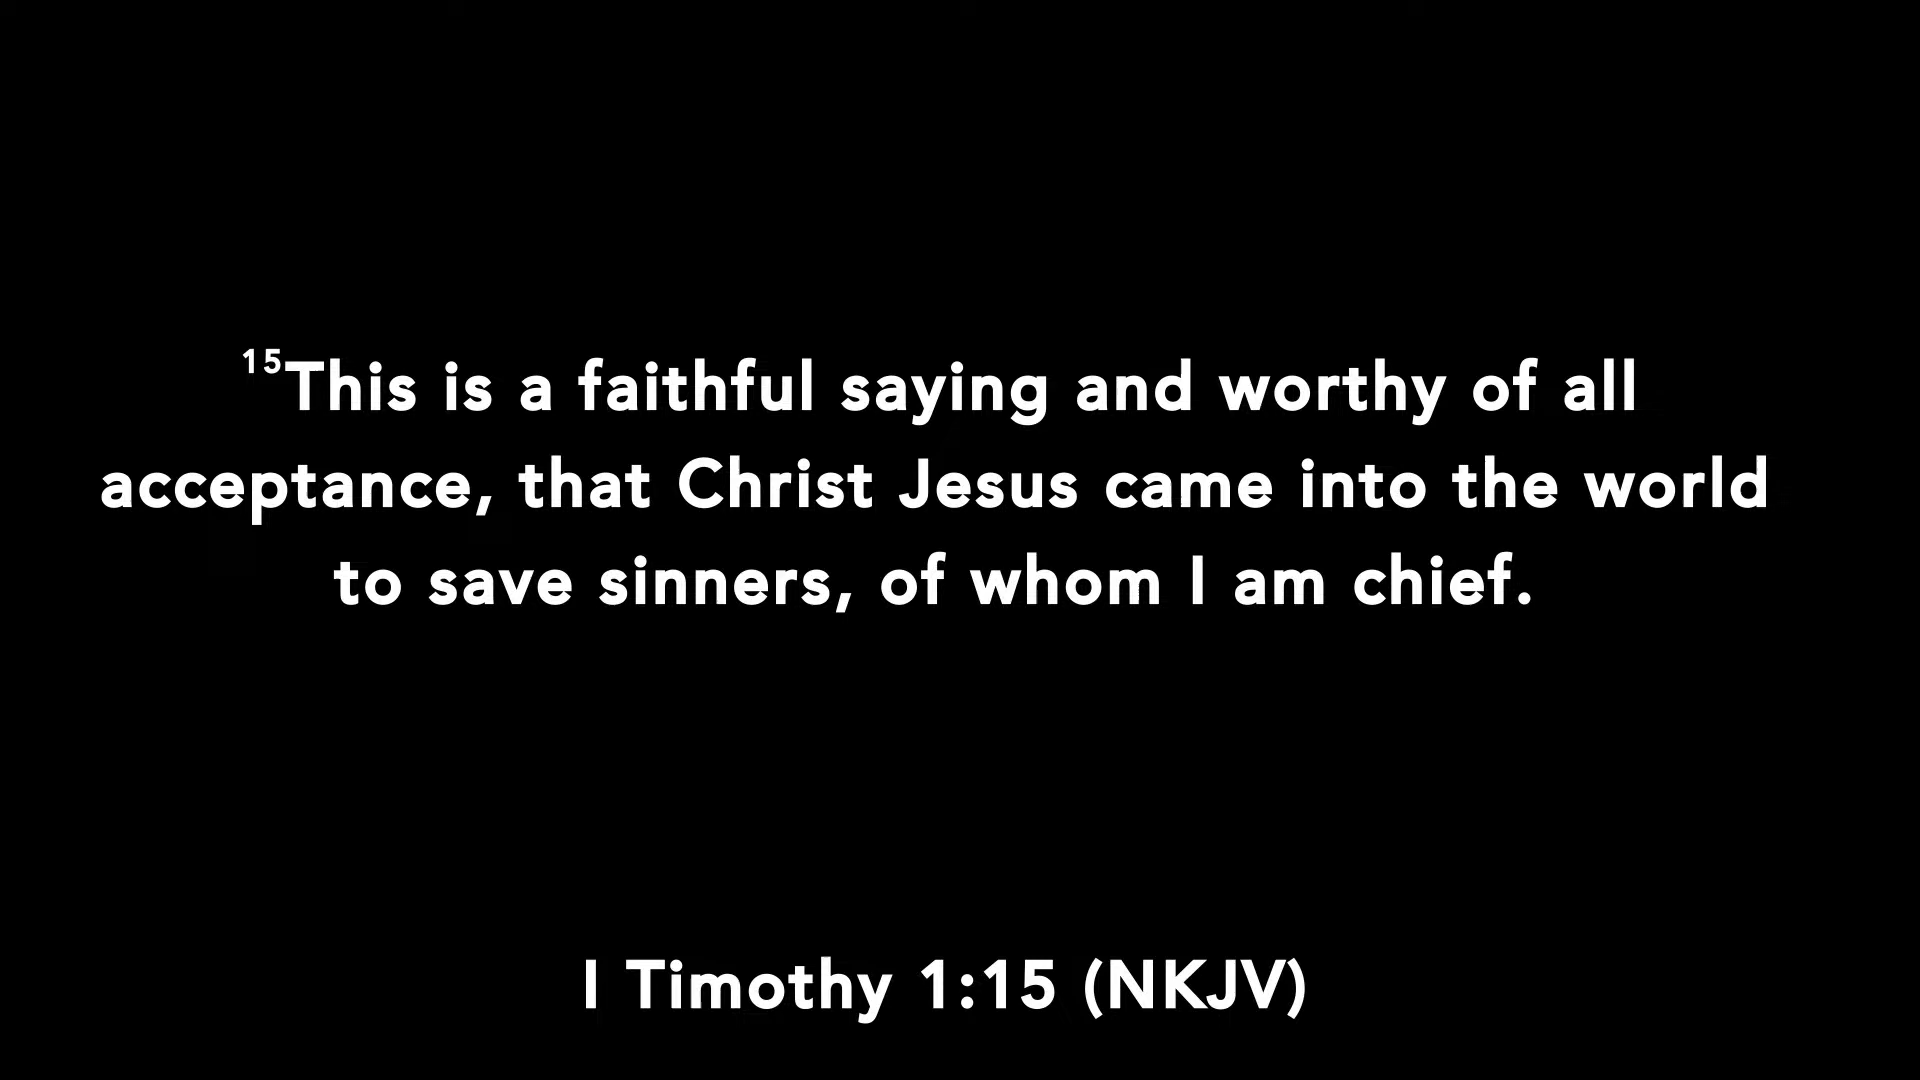 15This is a faithful saying and worthy of all
acceptance, that Christ Jesus came into the world
to save sinners, of whom I am chief.
I Timothy 1:15 (NKJV)